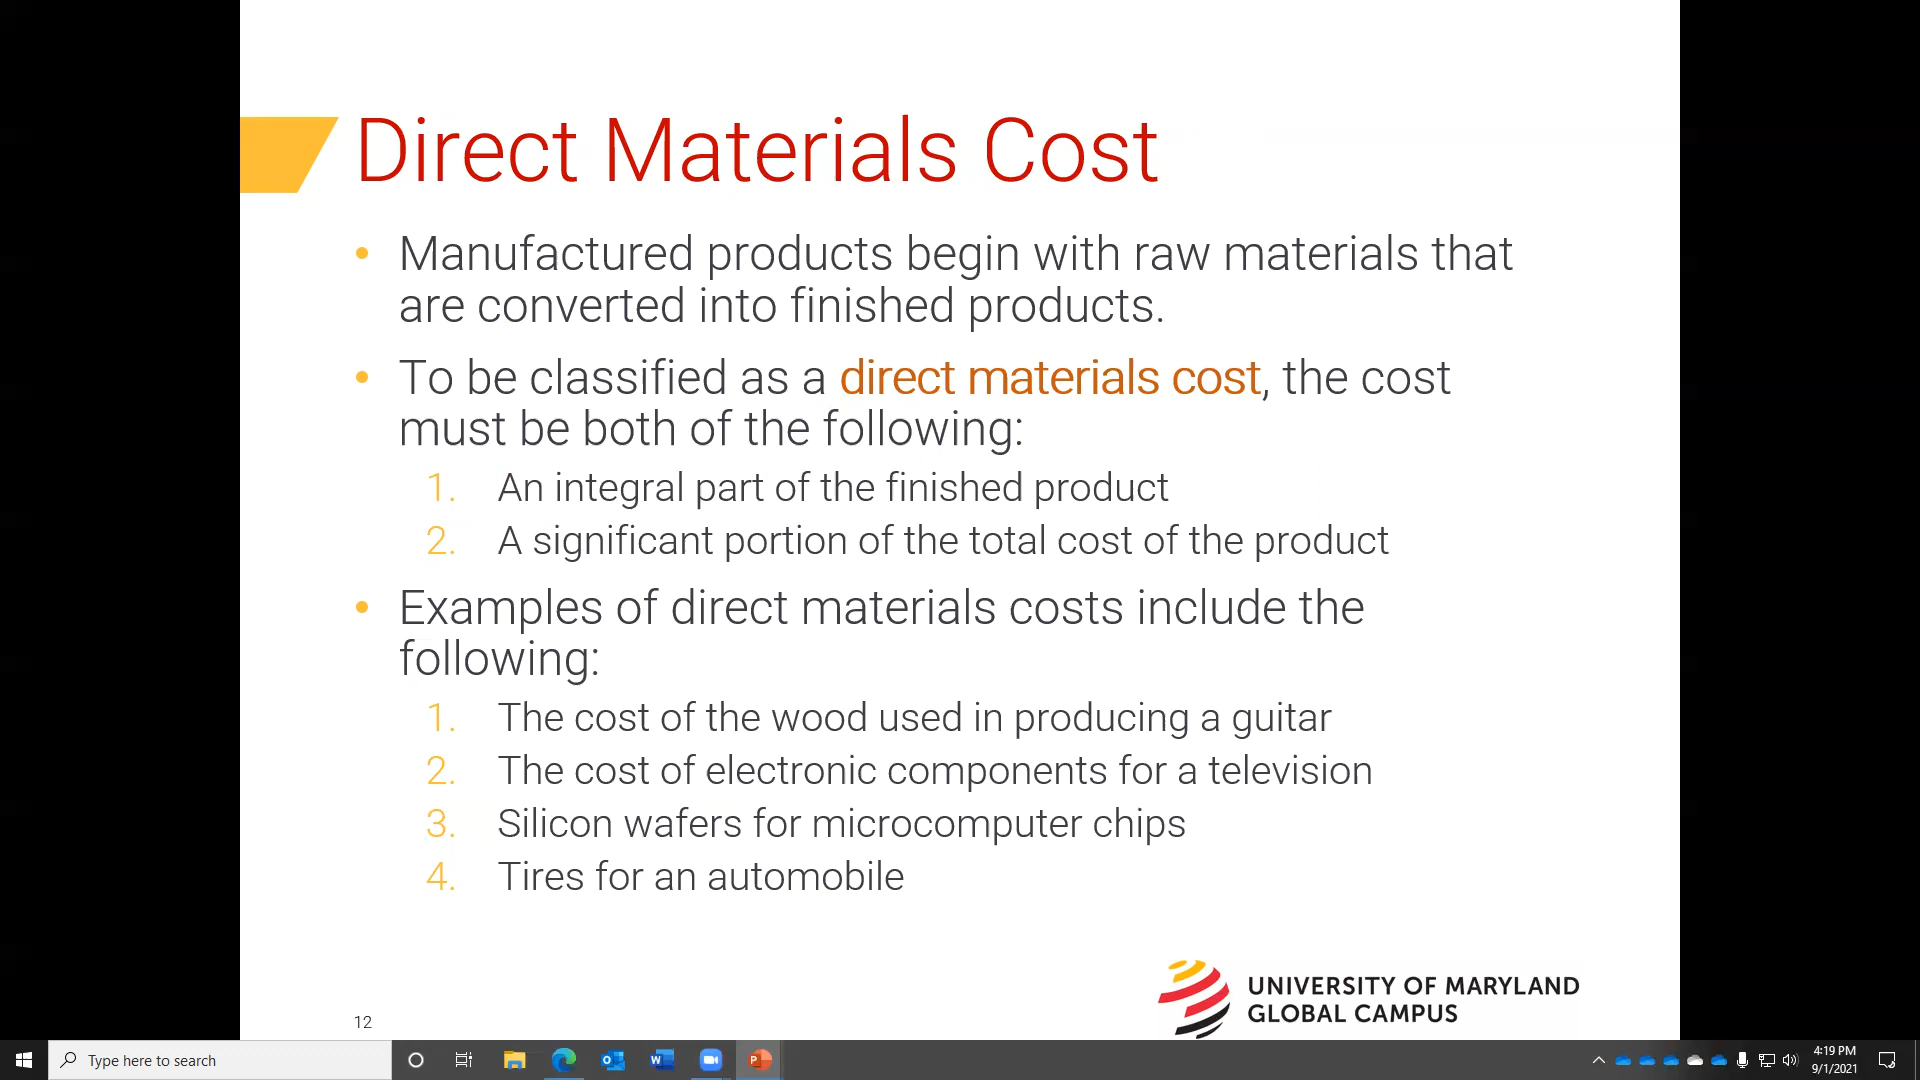 Direct Materials Cost
• Manufactured products begin with raw materials that
are converted into finished products.
• To be classified as a direct materials cost, the cost
must be both of the following:
1. An integral part of the finished product
2. A significant portion of the total cost of the product
• Examples of direct materials costs include the
following:
1. The cost of the wood used in producing a guitar
2. The cost of electronic components for a television
3. Silicon wafers for microcomputer chips
4. Tires for an automobile
UNIVERSITY OF MARYLAND
GLOBAL CAMPUS
12
Type here to search
4:19 PM
9/1/2021